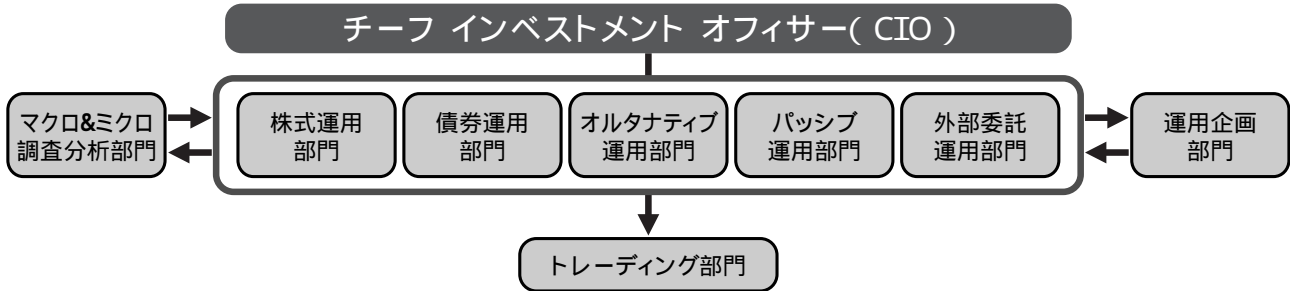 チーフ インベストメント オフィサー( CIO )
マクロ&ミクロ
調査分析部門
株式運用
部門
債券運用
部門
オルタナティブ
運用部門
パッシブ
運用部門
外部委託
運用部門
運用企画
部門
トレーディング部門